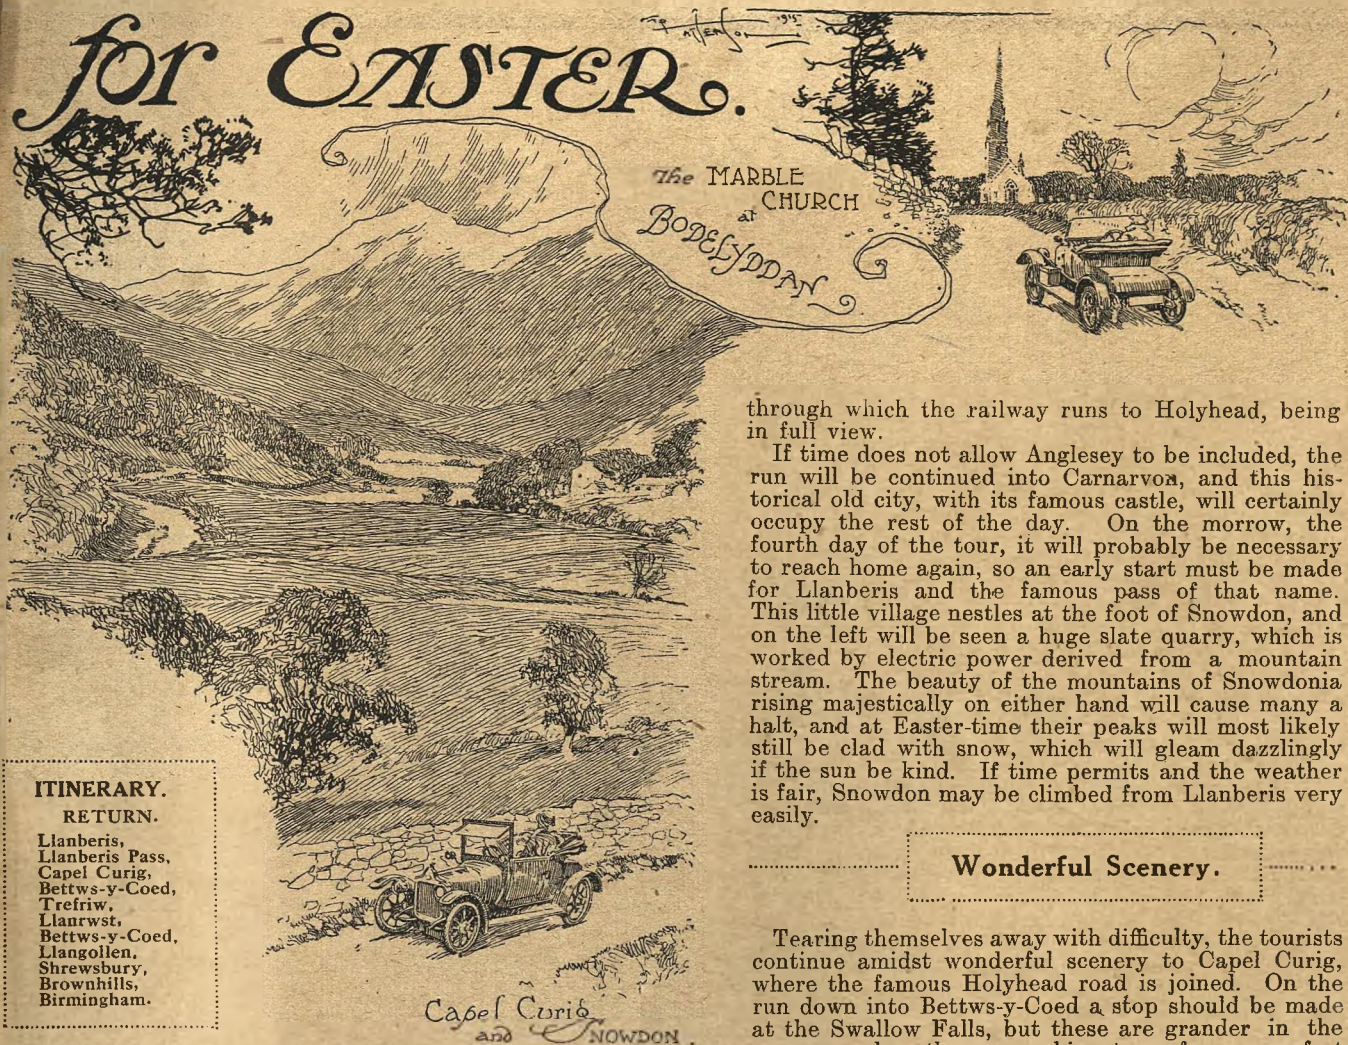 for EASTER.
1915
The MARBLE
CHURCH
at
BODELYDDAN
through which the railway runs to Holyhead, being
in full view.
If time does not allow Anglesey to be included, the
run will be continued into Carnarvon, and this his-
torical old city, with its famous castle, will certainly
occupy the rest of the day. On the morrow, the
fourth day of the tour, it will probably be necessary
to reach home again, so an early start must be made
for Llanberis and the famous pass of that name.
This little village nestles at the foot of Snowdon, and
on the left will be seen a huge slate quarry, which is
worked by electric power derived from a mountain
stream. The beauty of the mountains of Snowdonia
rising majestically on either hand will cause many a
halt, and at Easter-time their peaks will most likely
still be clad with snow, which will gleam dazzlingly
if the sun be kind. If time permits and the weather
is fair, Snowdon may be climbed from Llanberis very
easily.
Wonderful Scenery.
Tearing themselves away with difficulty, the tourists
continue amidst wonderful scenery to Capel Curig,
where the famous Holyhead road is joined. On the
run down into Bettws-y-Coed a stop should be made
at the Swallow Falls, but these are grander in the
ITINERARY.
RETURN.
Llanberis,
Llanberis Pass,
Capel Curig,
Bettws-y-Coed,
Trefriw,
Llanrwst,
Bettws-y-Coed,
Llangollen,
Shrewsbury,
Brownhills,
Birmingham.
Capel Curig
and SNOWDON.